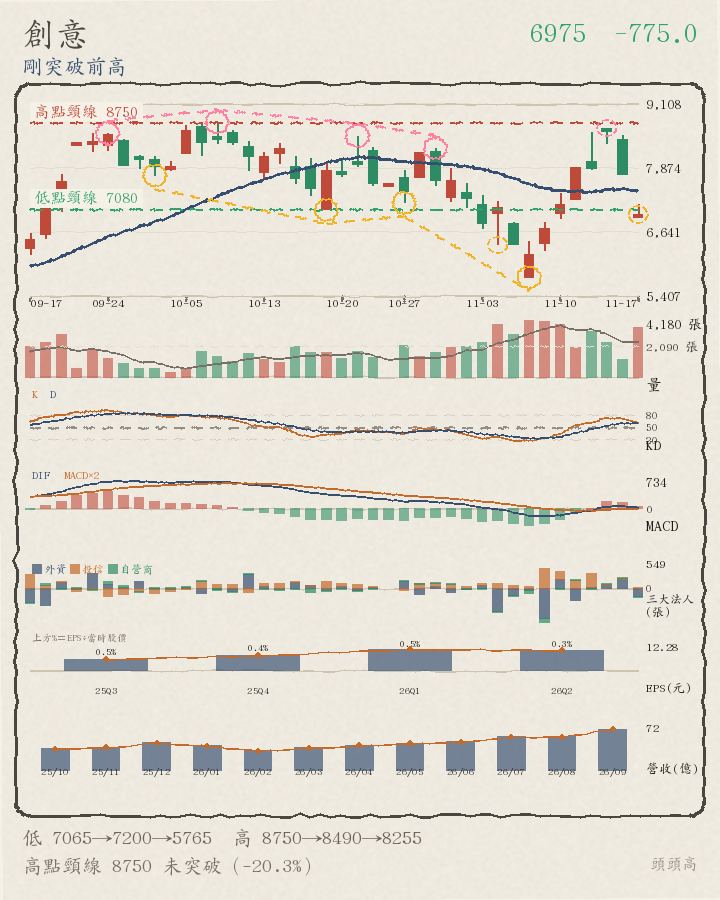 創意
6975 -775.0
剛突破前高
高點頸線 8750
9,108
7,874
低點頸線 7080
6,641
5,407
09-17 09-24 10-05 10-13 10-20 10-27 11-03 11-10 11-17
4,180 張
2,090 張
量
K D
80
50
20
KD
DIF MACD×2
734
0
MACD
外資 投信 自營商
549
0
三大法人
(張)
上方%=EPS÷當時股價
0.5% 0.4% 0.5% 0.3%
12.28
25Q3 25Q4 26Q1 26Q2
EPS(元)
72
25/10 25/11 25/12 26/01 26/02 26/03 26/04 26/05 26/06 26/07 26/08 26/09
營收(億)
低 7065→7200→5765 高 8750→8490→8255
高點頸線 8750 未突破 (-20.3%)
頭頭高